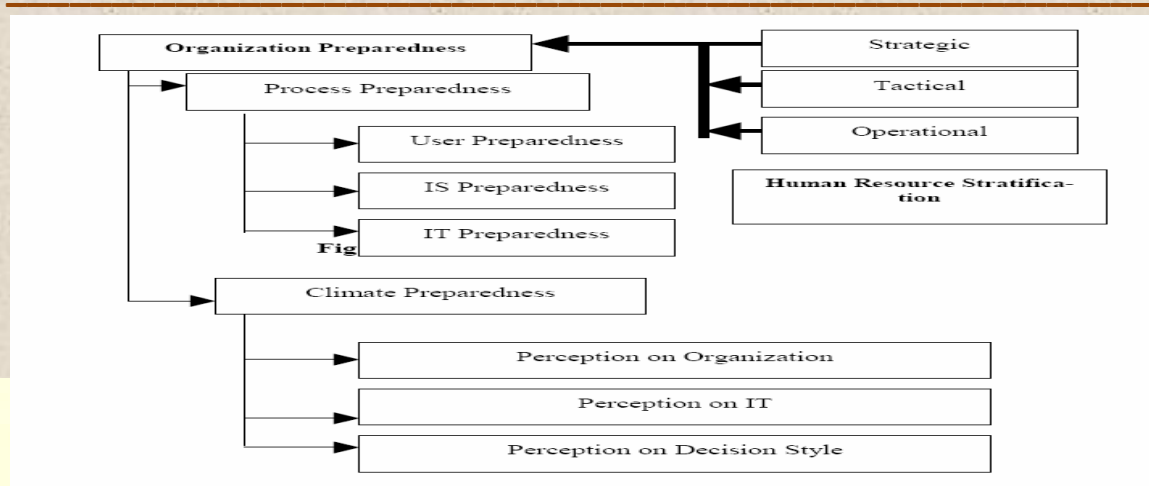 Organization Preparedness
Strategic
Process Preparedness
Tactical
User Preparedness
Operational
IS Preparedness
Human Resource Stratifica-
tion
IT Preparedness
Fig
Climate Preparedness
Perception on Organization
Perception on IT
Perception on Decision Style